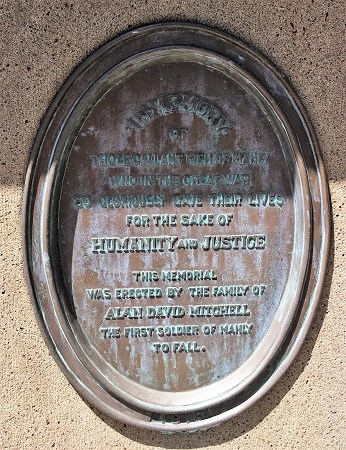 IN MEMORY
OF
THOSE GALLANT MEN OF MANLY
WHO IN THE GREAT WAR
SO GLORIOUSLY GAVE THEIR LIVES
FOR THE SAKE OF
HUMANITY AND JUSTICE
THIS MEMORIAL
WAS ERECTED BY THE FAMILY OF
ALAN DAVID MITCHELL
THE FIRST SOLDIER OF MANLY
TO FALL.